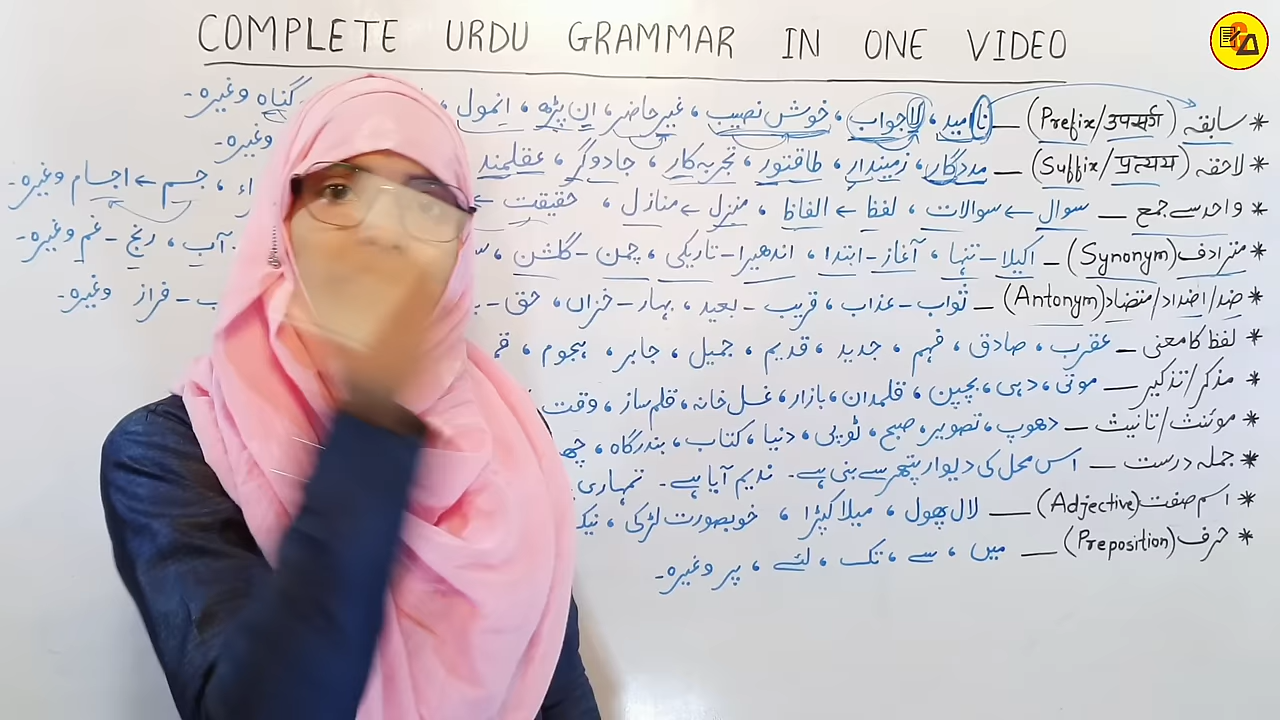 COMPLETE URDU GRAMMAR IN ONE VIDEO
* سابقہ (Prefix/उपसर्ग) — ناامید، لاجواب، خوش نصیب، غیر حاضر، ان پڑھ، انمول، گناہ وغیرہ۔
* لاحقہ (Suffix/प्रत्यय) — مددگار، زمیندار، طاقتور، تجربہ کار، جادوگر، عقلمند وغیرہ۔
* واحد سے جمع — سوال ← سوالات، لفظ ← الفاظ، منزل ← منازل، حقیقت ← جسم ← اجسام وغیرہ۔
* مترادف (Synonym) — اکیلا - تنہا، آغاز - ابتدا، اندھیرا - تاریکی، چمن - گلشن، آب، رنج - غم وغیرہ۔
* ضد/اضداد/متضاد (Antonym) — ثواب - عذاب، قریب - بعید، بہار - خزاں، حق - فراز وغیرہ۔
* لفظ کا معنی — عقرب، صادق، فہم، جدید، قدیم، جمیل، جابر، ہجوم،
* مذکر/تذکیر — موتی، دہی، بچپن، قلمدان، بازار، غسل خانہ، قلم ساز، وقت
* مؤنث/تانیث — دھوپ، تصویر، صبح، ٹوپی، دنیا، کتاب، بندرگاہ،
* جملہ درست — اس محل کی دیوار پتھر سے بنی ہے۔ ندیم آیا ہے۔ تمہاری
* اسم صفت (Adjective) — لال پھول، میلا کپڑا، خوبصورت لڑکی، نیک
* حرف (Preposition) — میں، سے، تک، لئے، پر وغیرہ۔